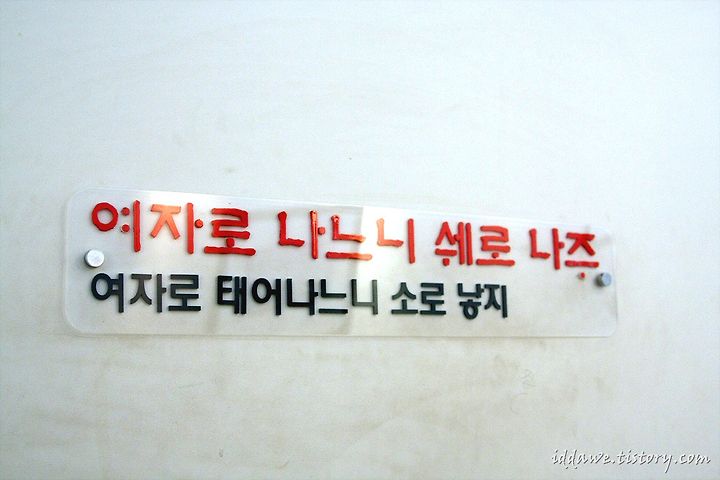 여자로 나느니 쉐로 나주
여자로 태어나느니 소로 낳지
iddawe.tistory.com